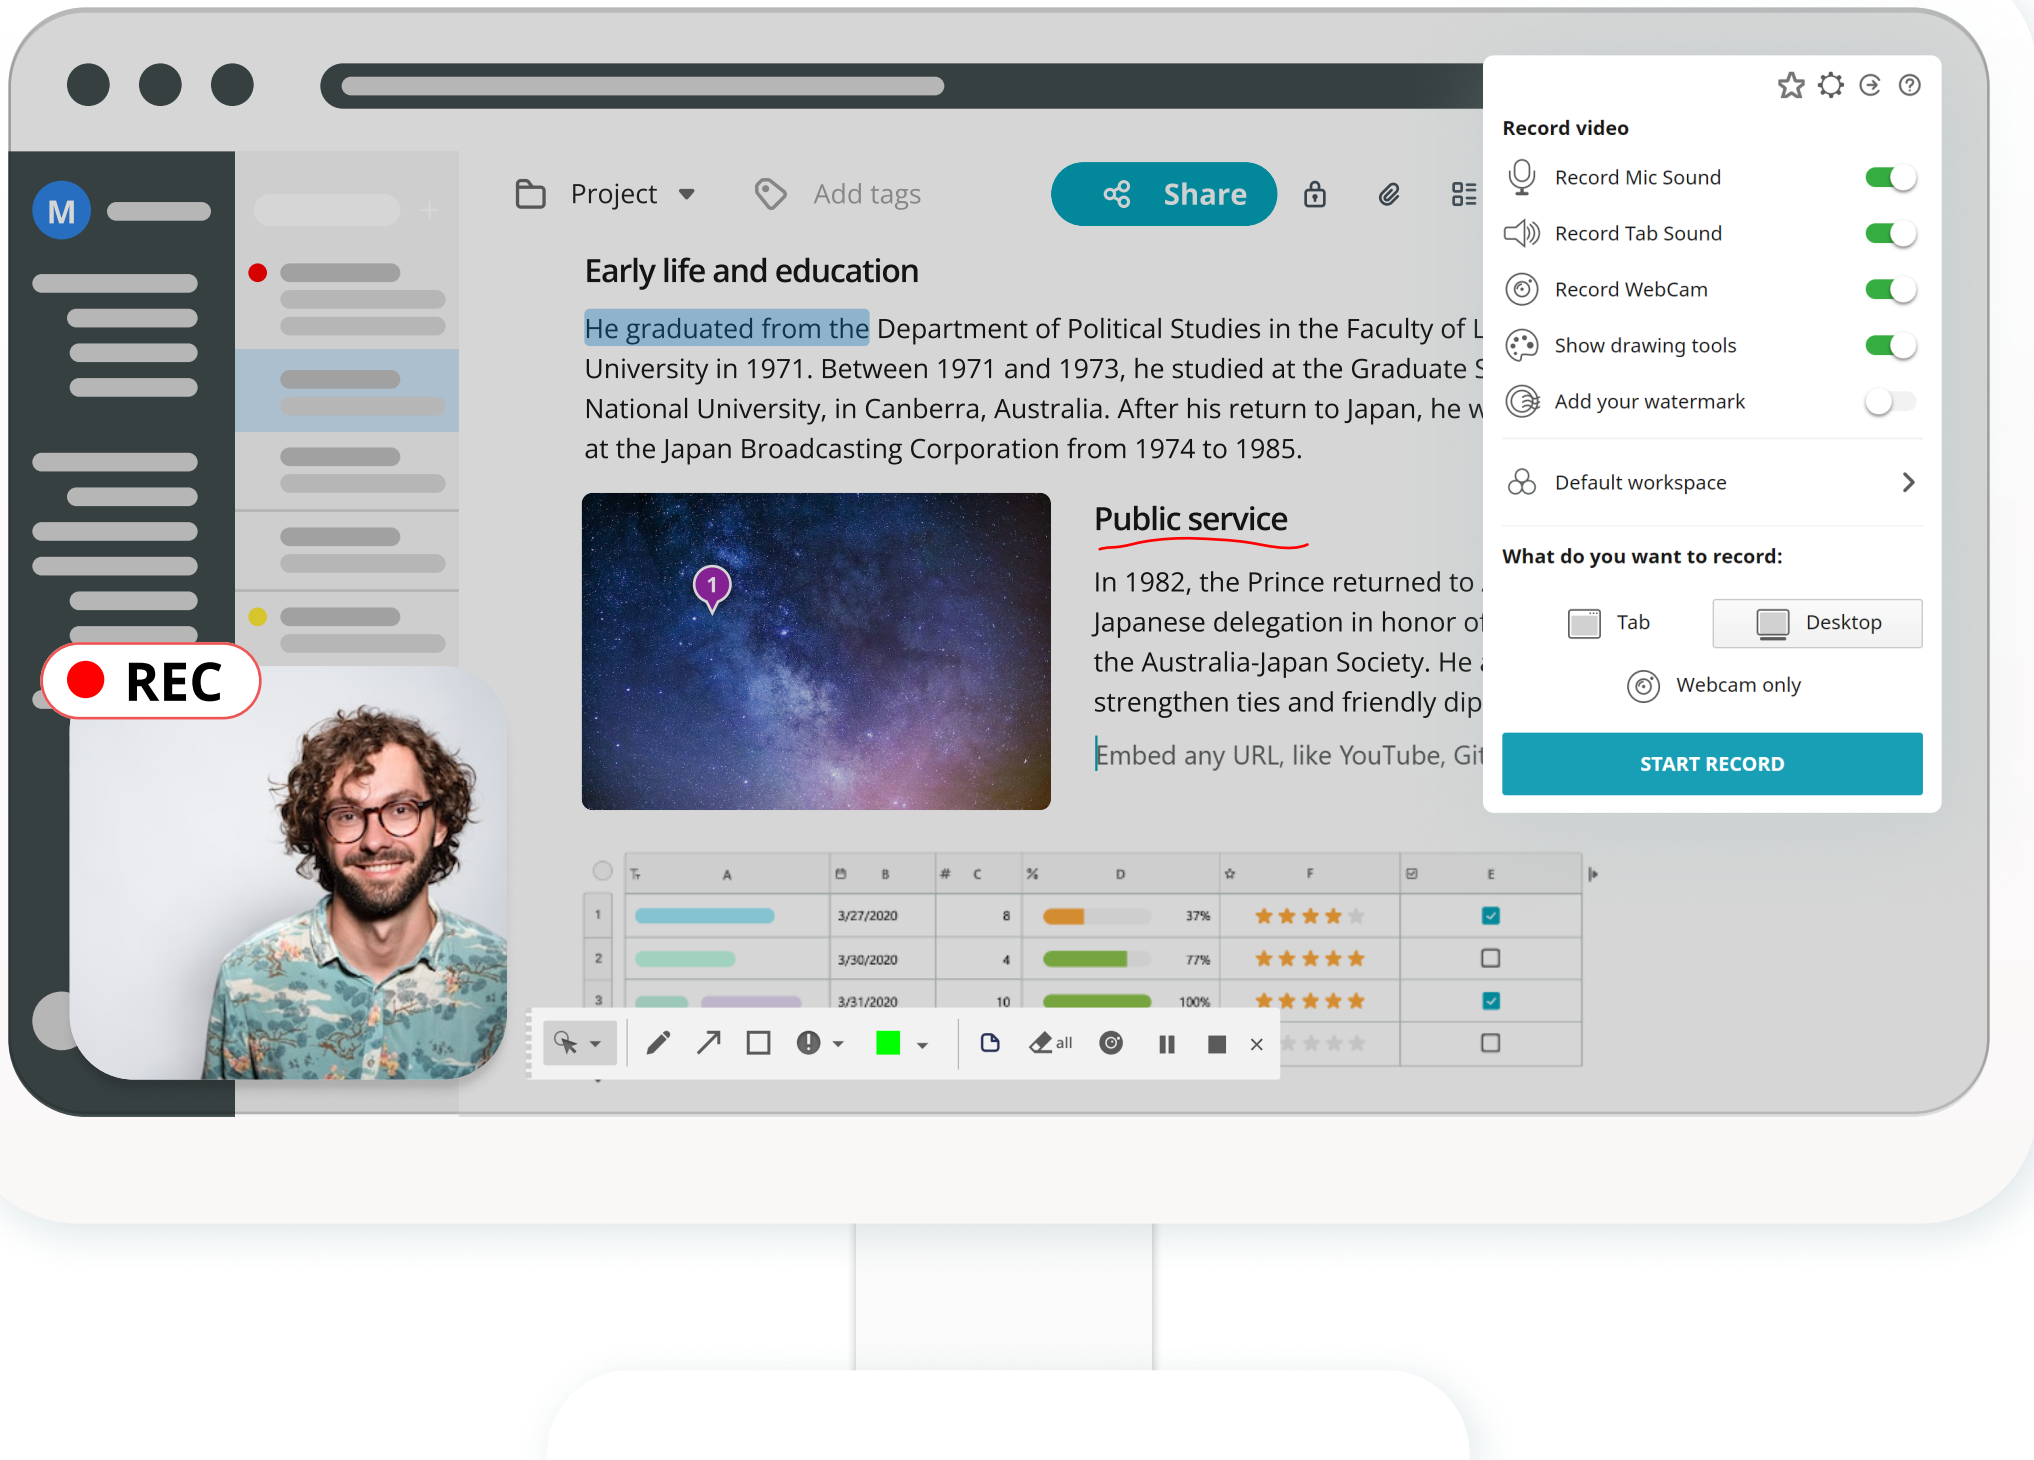 M
Project
Add tags
Share
Early life and education
He graduated from the Department of Political Studies in the Faculty of L
University in 1971. Between 1971 and 1973, he studied at the Graduate S
National University, in Canberra, Australia. After his return to Japan, he w
at the Japan Broadcasting Corporation from 1974 to 1985.
1
Public service
In 1982, the Prince returned to
Japanese delegation in honor of
the Australia-Japan Society. He
strengthen ties and friendly dip
Embed any URL, like YouTube, Git
Record video
Record Mic Sound
Record Tab Sound
Record WebCam
Show drawing tools
Add your watermark
Default workspace
What do you want to record:
Tab
Desktop
Webcam only
START RECORD
REC
A B # C % D F E
1 3/27/2020 8 37%
2 3/30/2020 4 77%
3 3/31/2020 10 100%
all